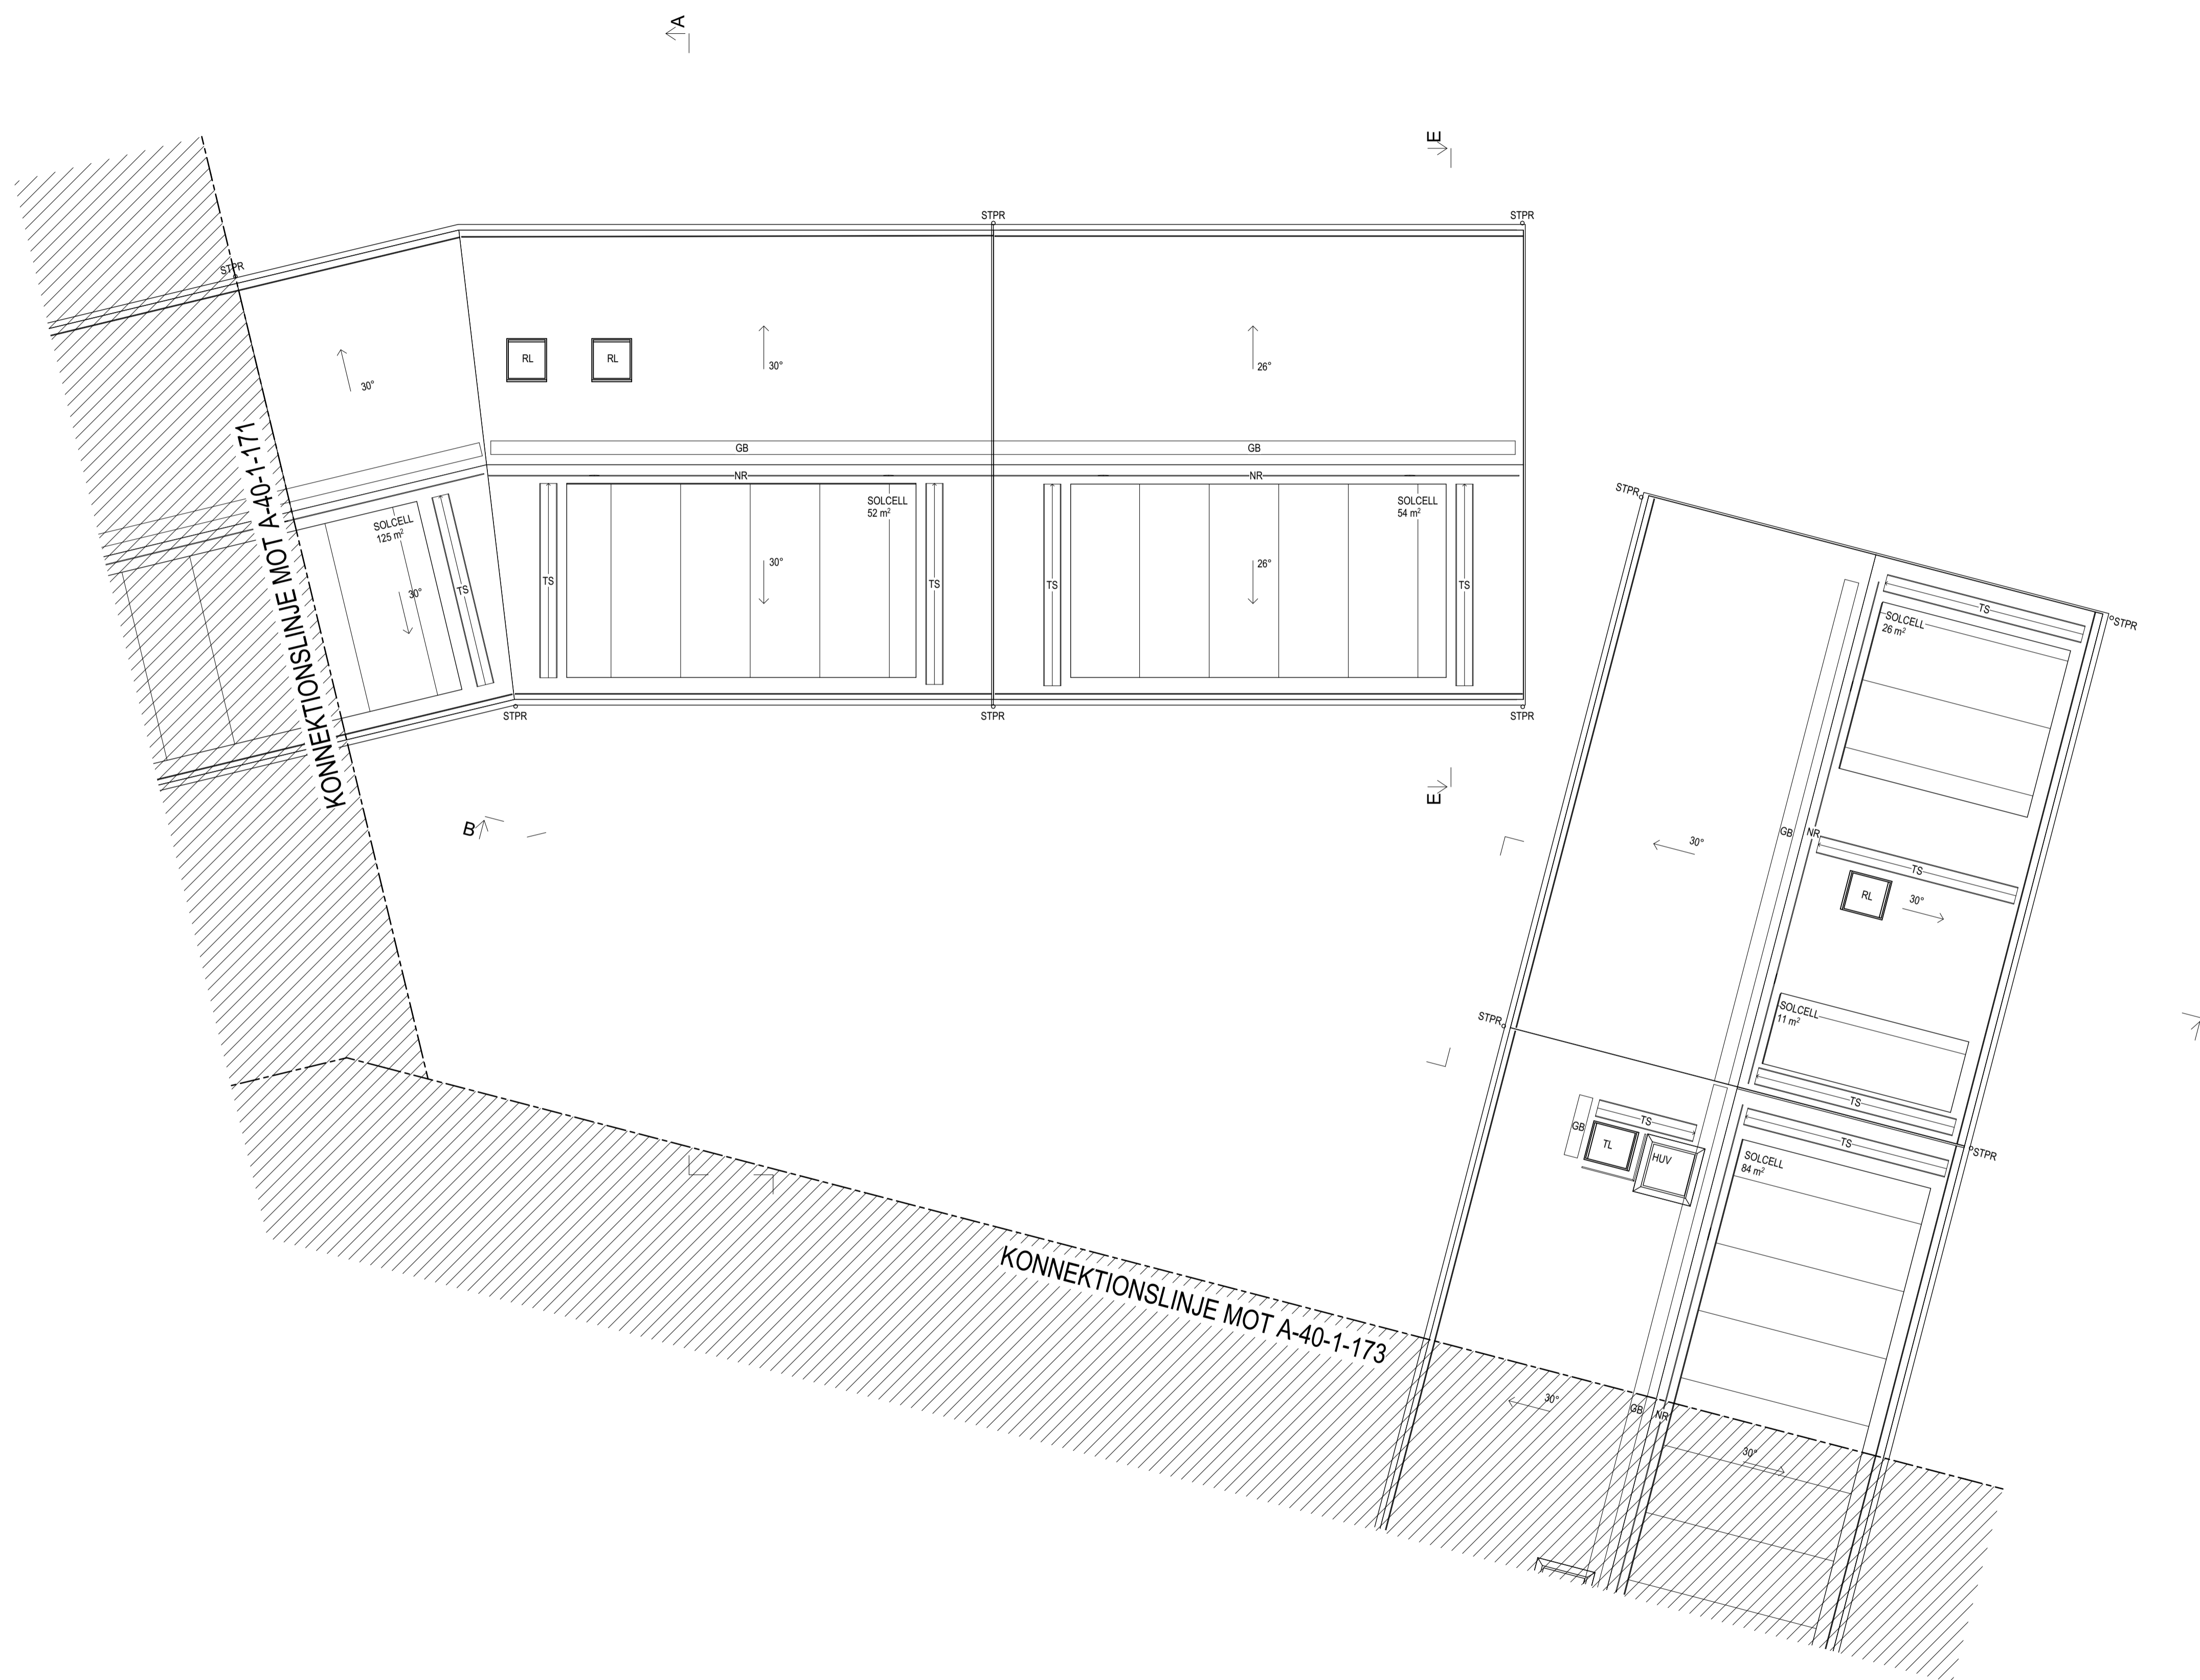 A
E
STPR
STPR
STPR
RL
RL
30°
26°
30°
GB
GB
NR
NR
SOLCELL
125 m²
SOLCELL
52 m²
SOLCELL
54 m²
30°
TS
TS
30°
TS
TS
26°
TS
STPR
STPR
STPR
KONNEKTIONSLINJE MOT A-40-1-171
B
E
STPR
TS
SOLCELL
26 m²
STPR
GB
NR
30°
TS
RL
30°
SOLCELL
11 m²
STPR
TS
GB
TS
TL
HUV
TS
STPR
SOLCELL
84 m²
KONNEKTIONSLINJE MOT A-40-1-173
30°
GB
NR
30°